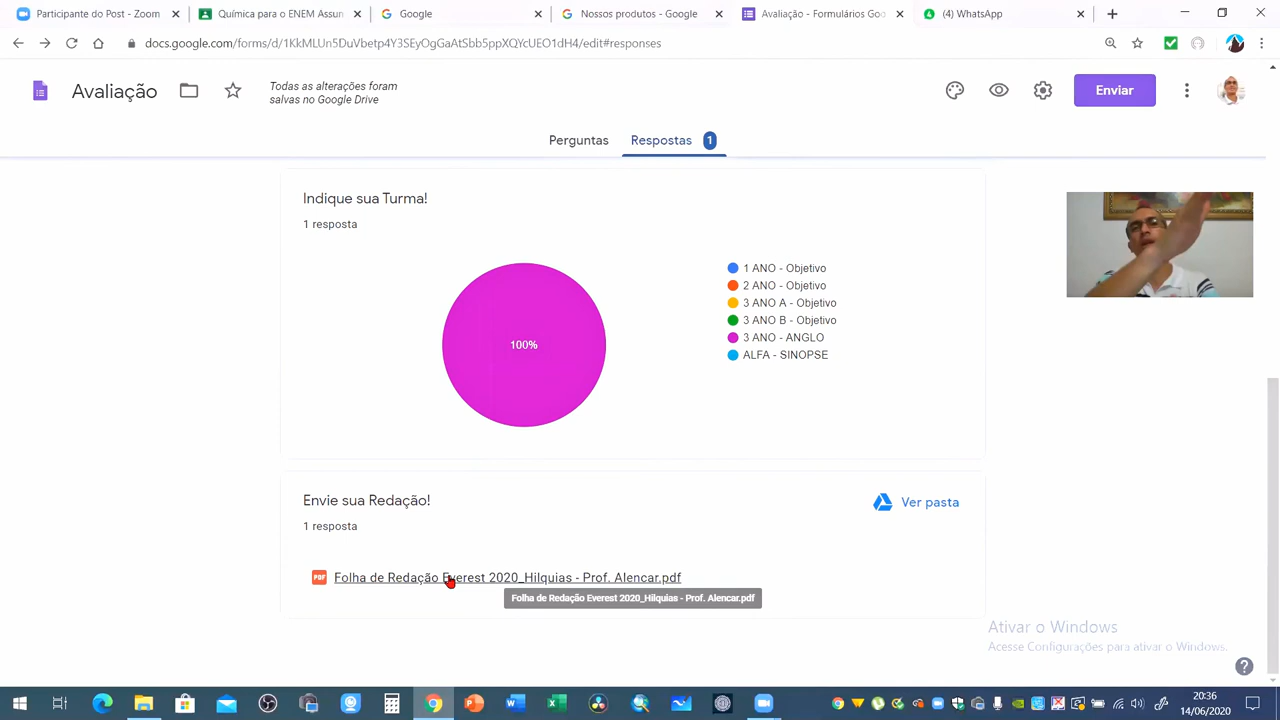 Participante do Post - Zoom
Química para o ENEM Assun
Google
Nossos produtos - Google
Avaliação - Formulários Goo
(4) WhatsApp
docs.google.com/forms/d/1KkMLUn5DuVbetp4Y3SEyOgGaAtSbb5ppXQYcUEO1dH4/edit#responses
Avaliação
Todas as alterações foram
salvas no Google Drive
Enviar
Perguntas
Respostas
1
Indique sua Turma!
1 resposta
100%
1 ANO - Objetivo
2 ANO - Objetivo
3 ANO A - Objetivo
3 ANO B - Objetivo
3 ANO - ANGLO
ALFA - SINOPSE
Envie sua Redação!
Ver pasta
1 resposta
PDF
Folha de Redação Everest 2020_Hilquias - Prof. Alencar.pdf
Folha de Redação Everest 2020_Hilquias - Prof. Alencar.pdf
Ativar o Windows
Acesse Configurações para ativar o Windows.
20:36
14/06/2020